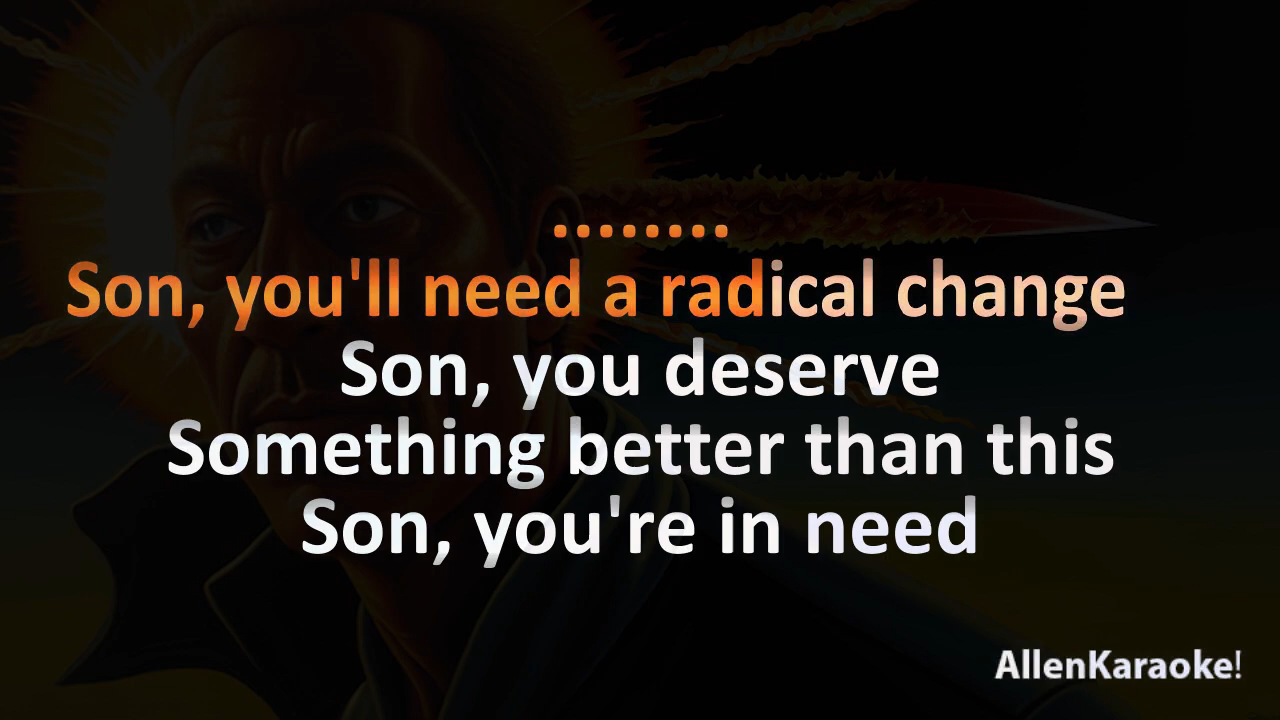 ........
Son, you'll need a radical change
Son, you deserve
Something better than this
Son, you're in need
AllenKaraoke!